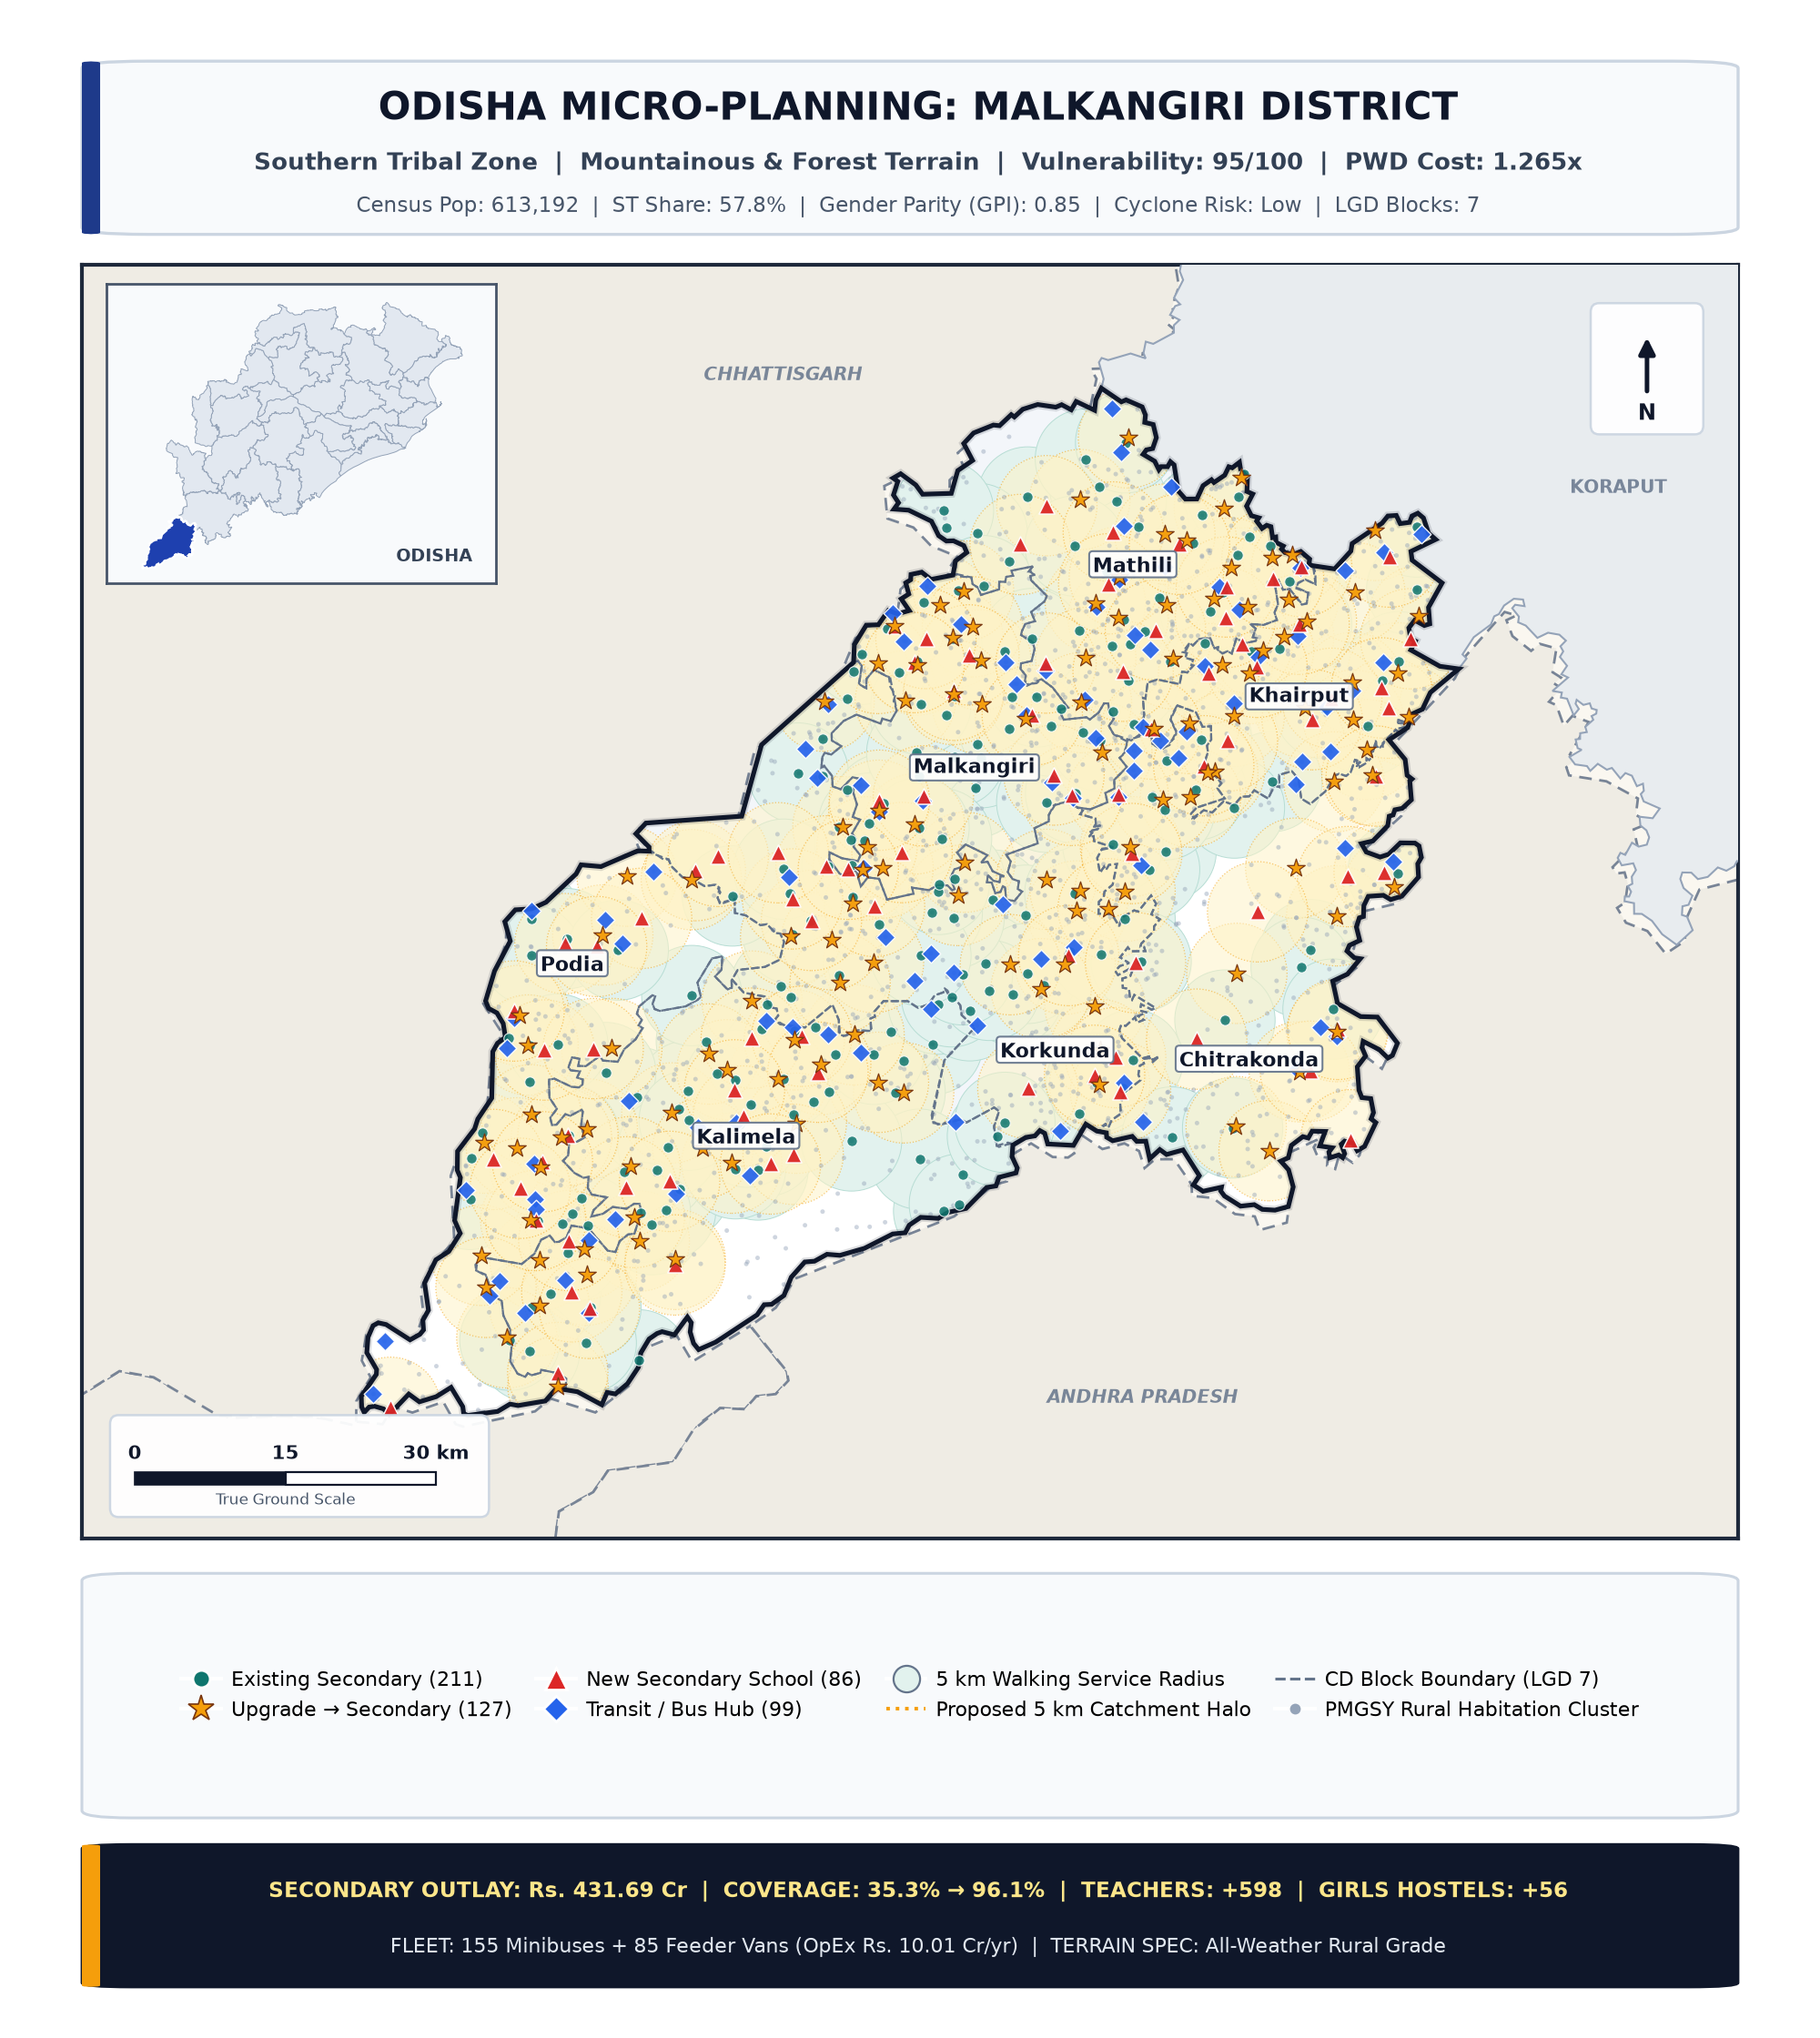 ODISHA MICRO-PLANNING: MALKANGIRI DISTRICT
Southern Tribal Zone | Mountainous & Forest Terrain | Vulnerability: 95/100 | PWD Cost: 1.265x
Census Pop: 613,192 | ST Share: 57.8% | Gender Parity (GPI): 0.85 | Cyclone Risk: Low | LGD Blocks: 7
ODISHA
CHHATTISGARH
N
KORAPUT
Mathili
Khairput
Malkangiri
Podia
Korkunda
Chitrakonda
Kalimela
ANDHRA PRADESH
0 15 30 km
True Ground Scale
Existing Secondary (211)
Upgrade → Secondary (127)
New Secondary School (86)
Transit / Bus Hub (99)
5 km Walking Service Radius
Proposed 5 km Catchment Halo
CD Block Boundary (LGD 7)
PMGSY Rural Habitation Cluster
SECONDARY OUTLAY: Rs. 431.69 Cr | COVERAGE: 35.3% → 96.1% | TEACHERS: +598 | GIRLS HOSTELS: +56
FLEET: 155 Minibuses + 85 Feeder Vans (OpEx Rs. 10.01 Cr/yr) | TERRAIN SPEC: All-Weather Rural Grade